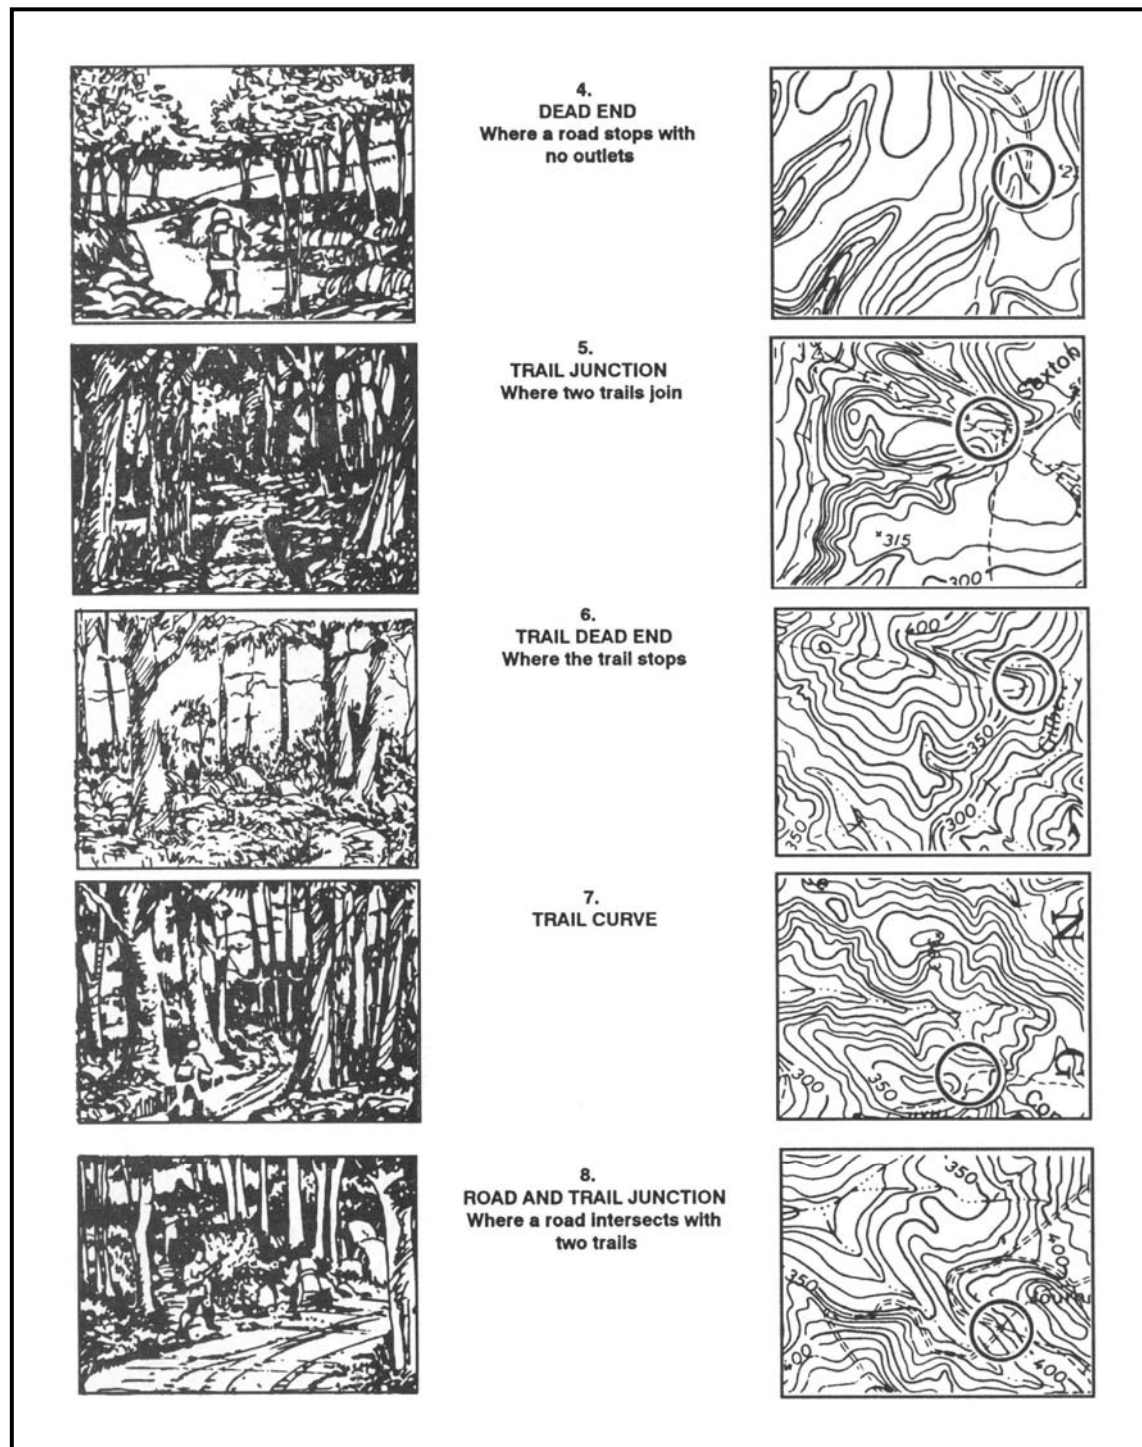 4.
DEAD END
Where a road stops with
no outlets
5.
TRAIL JUNCTION
Where two trails join
Saxton
*315
300
6.
TRAIL DEAD END
Where the trail stops
400
350
300
350
7.
TRAIL CURVE
N
G
300
350
8.
ROAD AND TRAIL JUNCTION
Where a road intersects with
two trails
350
400
350
400